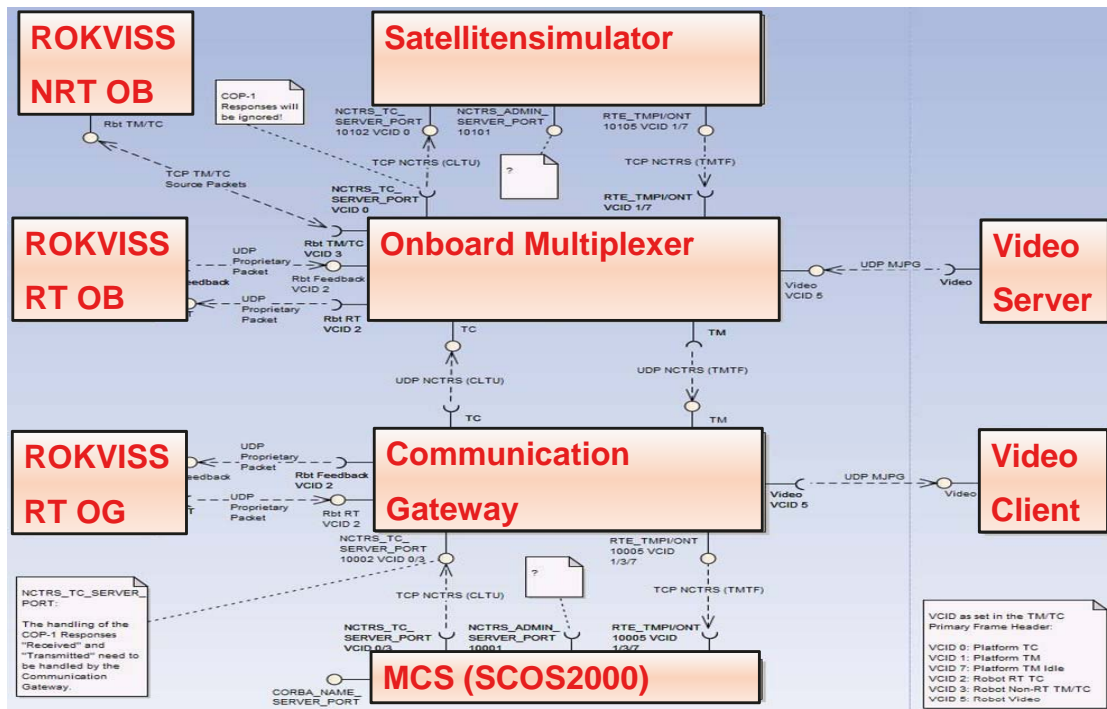 ROKVISS
NRT OB
Satellitensimulator
COP-1
Responses will
be ignored!
Rbt TM/TC
NCTRS_TC_
SERVER_PORT
10102 VCID 0
NCTRS_ADMIN_
SERVER_PORT
10101
RTE_TMPI/ONT
10105 VCID 1/7
TCP NCTRS (CLTU)
?
TCP NCTRS (TMTF)
TCP TM/TC
Source Packets
NCTRS_TC_
SERVER_PORT
VCID 0
RTE_TMPI/ONT
VCID 1/7
ROKVISS
RT OB
UDP
Proprietary
Packet
eedback
UDP
Proprietary
Packet
Rbt TM/TC
VCID 3
Rbt Feedback
VCID 2
Rbt RT
VCID 2
Onboard Multiplexer
Video
VCID 5
UDP MJPG
Video
Video
Server
TC
TM
UDP NCTRS (CLTU)
UDP NCTRS (TMTF)
TC
TM
ROKVISS
RT OG
UDP
Proprietary
Packet
eedback
UDP
Proprietary
Packet
Rbt Feedback
VCID 2
Rbt RT
VCID 2
Communication
Gateway
Video
VCID 5
UDP MJPG
Video
Video
Client
NCTRS_TC_
SERVER_PORT
10002 VCID 0/3
RTE_TMPI/ONT
10005 VCID
1/3/7
?
TCP NCTRS (CLTU)
TCP NCTRS (TMTF)
NCTRS_TC_SERVER_
PORT:
The handling of the
COP-1 Responses
"Received" and
"Transmitted" need to
be handled by the
Communication
Gateway.
NCTRS_TC_
SERVER_PORT
VCID 0/3
NCTRS_ADMIN_
SERVER_PORT
10001
RTE_TMPI/ONT
10005 VCID
1/3/7
MCS (SCOS2000)
CORBA_NAME_
SERVER_PORT
VCID as set in the TM/TC
Primary Frame Header:
VCID 0: Platform TC
VCID 1: Platform TM
VCID 7: Platform TM Idle
VCID 2: Robot RT TC
VCID 3: Robot Non-RT TM/TC
VCID 5: Robot Video